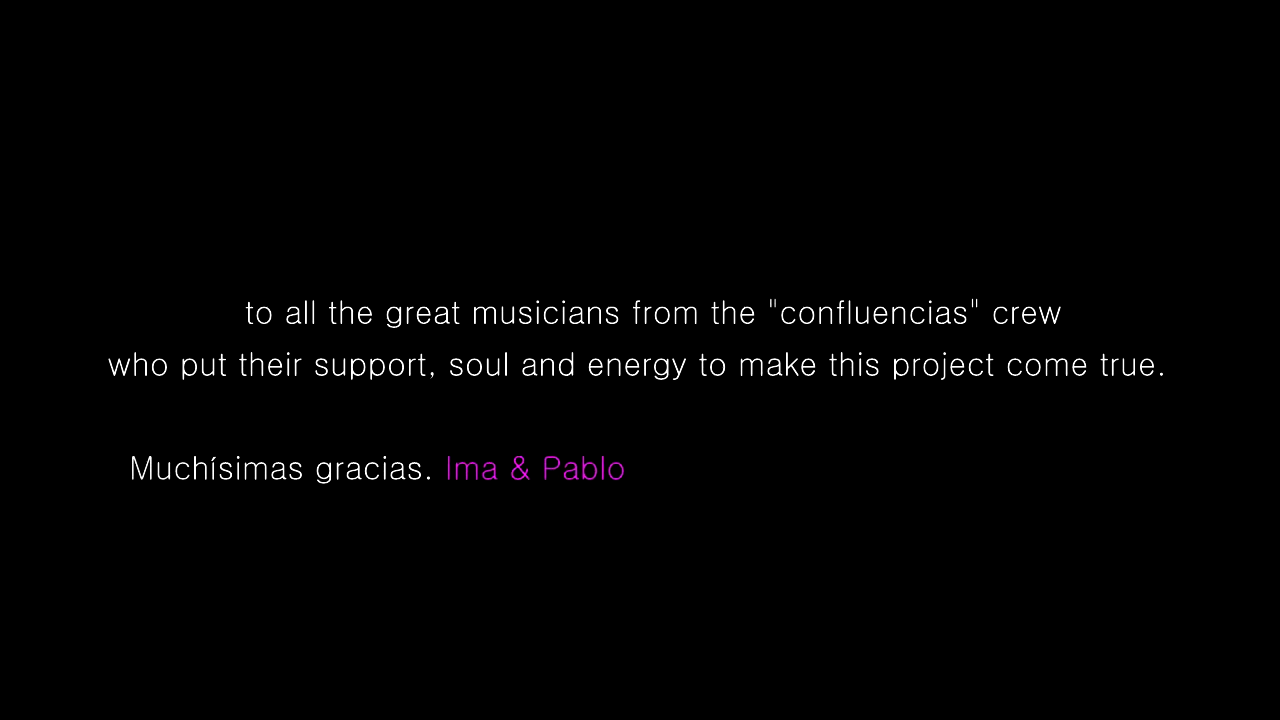 to all the great musicians from the "confluencias" crew
who put their support, soul and energy to make this project come true.
Muchísimas gracias. Ima & Pablo